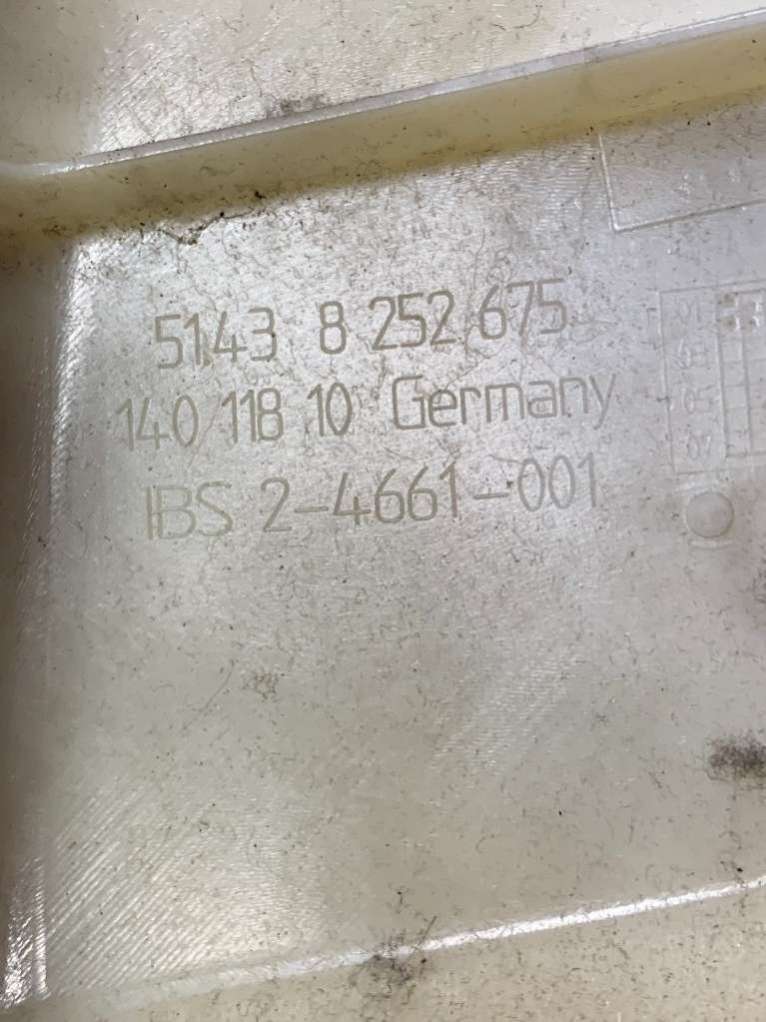 51.43 8 252 675
140 118 10 Germany
IBS 2-4661-001